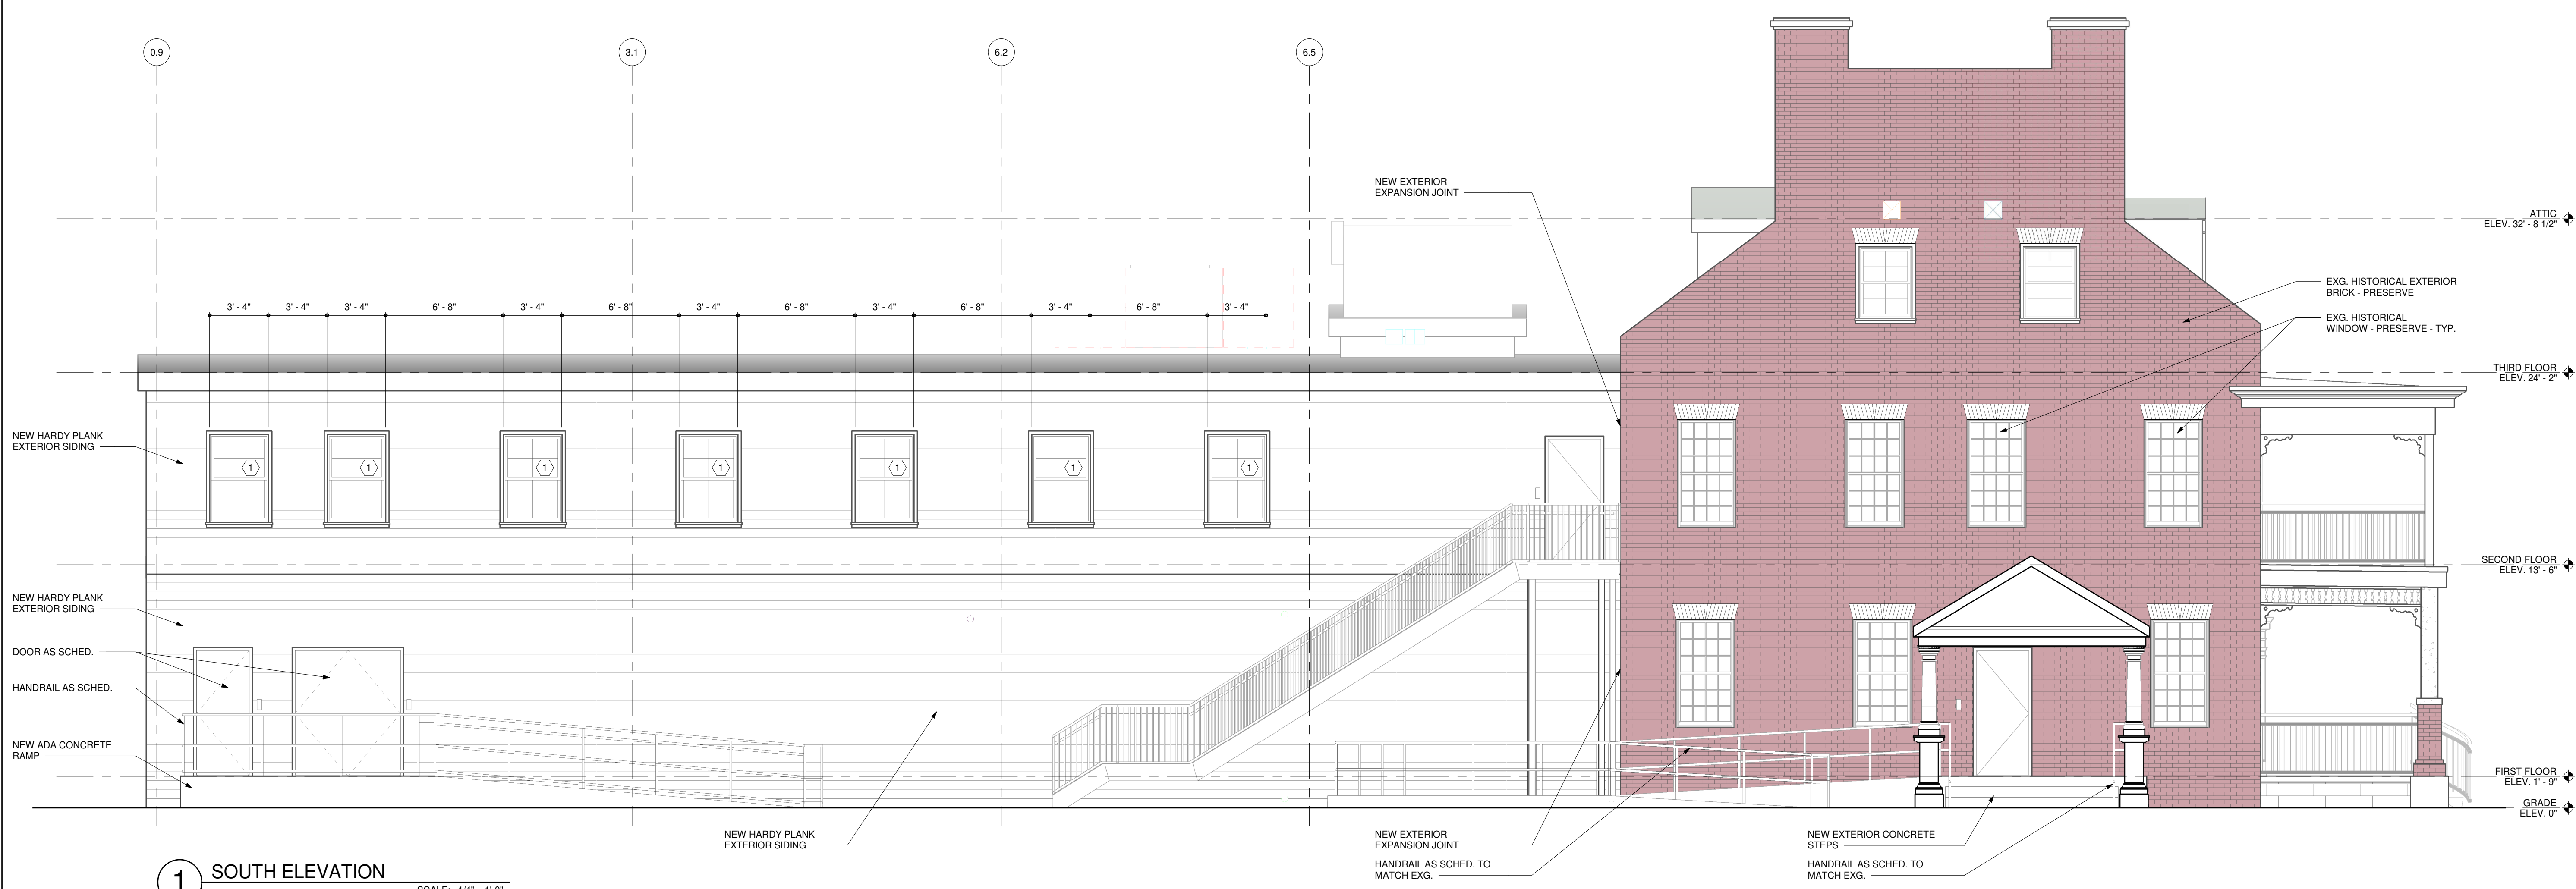 0.9
3.1
6.2
6.5
NEW EXTERIOR
EXPANSION JOINT
ATTIC
ELEV. 32' - 8 1/2"
EXG. HISTORICAL EXTERIOR
BRICK - PRESERVE
EXG. HISTORICAL
WINDOW - PRESERVE - TYP.
3' - 4"
3' - 4"
3' - 4"
6' - 8"
3' - 4"
6' - 8"
3' - 4"
6' - 8"
3' - 4"
6' - 8"
3' - 4"
6' - 8"
3' - 4"
THIRD FLOOR
ELEV. 24' - 2"
NEW HARDY PLANK
EXTERIOR SIDING
1
1
1
1
1
1
1
SECOND FLOOR
ELEV. 13' - 6"
NEW HARDY PLANK
EXTERIOR SIDING
DOOR AS SCHED.
HANDRAIL AS SCHED.
NEW ADA CONCRETE
RAMP
FIRST FLOOR
ELEV. 1' - 9"
GRADE
ELEV. 0"
NEW HARDY PLANK
EXTERIOR SIDING
NEW EXTERIOR
EXPANSION JOINT
HANDRAIL AS SCHED. TO
MATCH EXG.
NEW EXTERIOR CONCRETE
STEPS
HANDRAIL AS SCHED. TO
MATCH EXG.
1
SOUTH ELEVATION